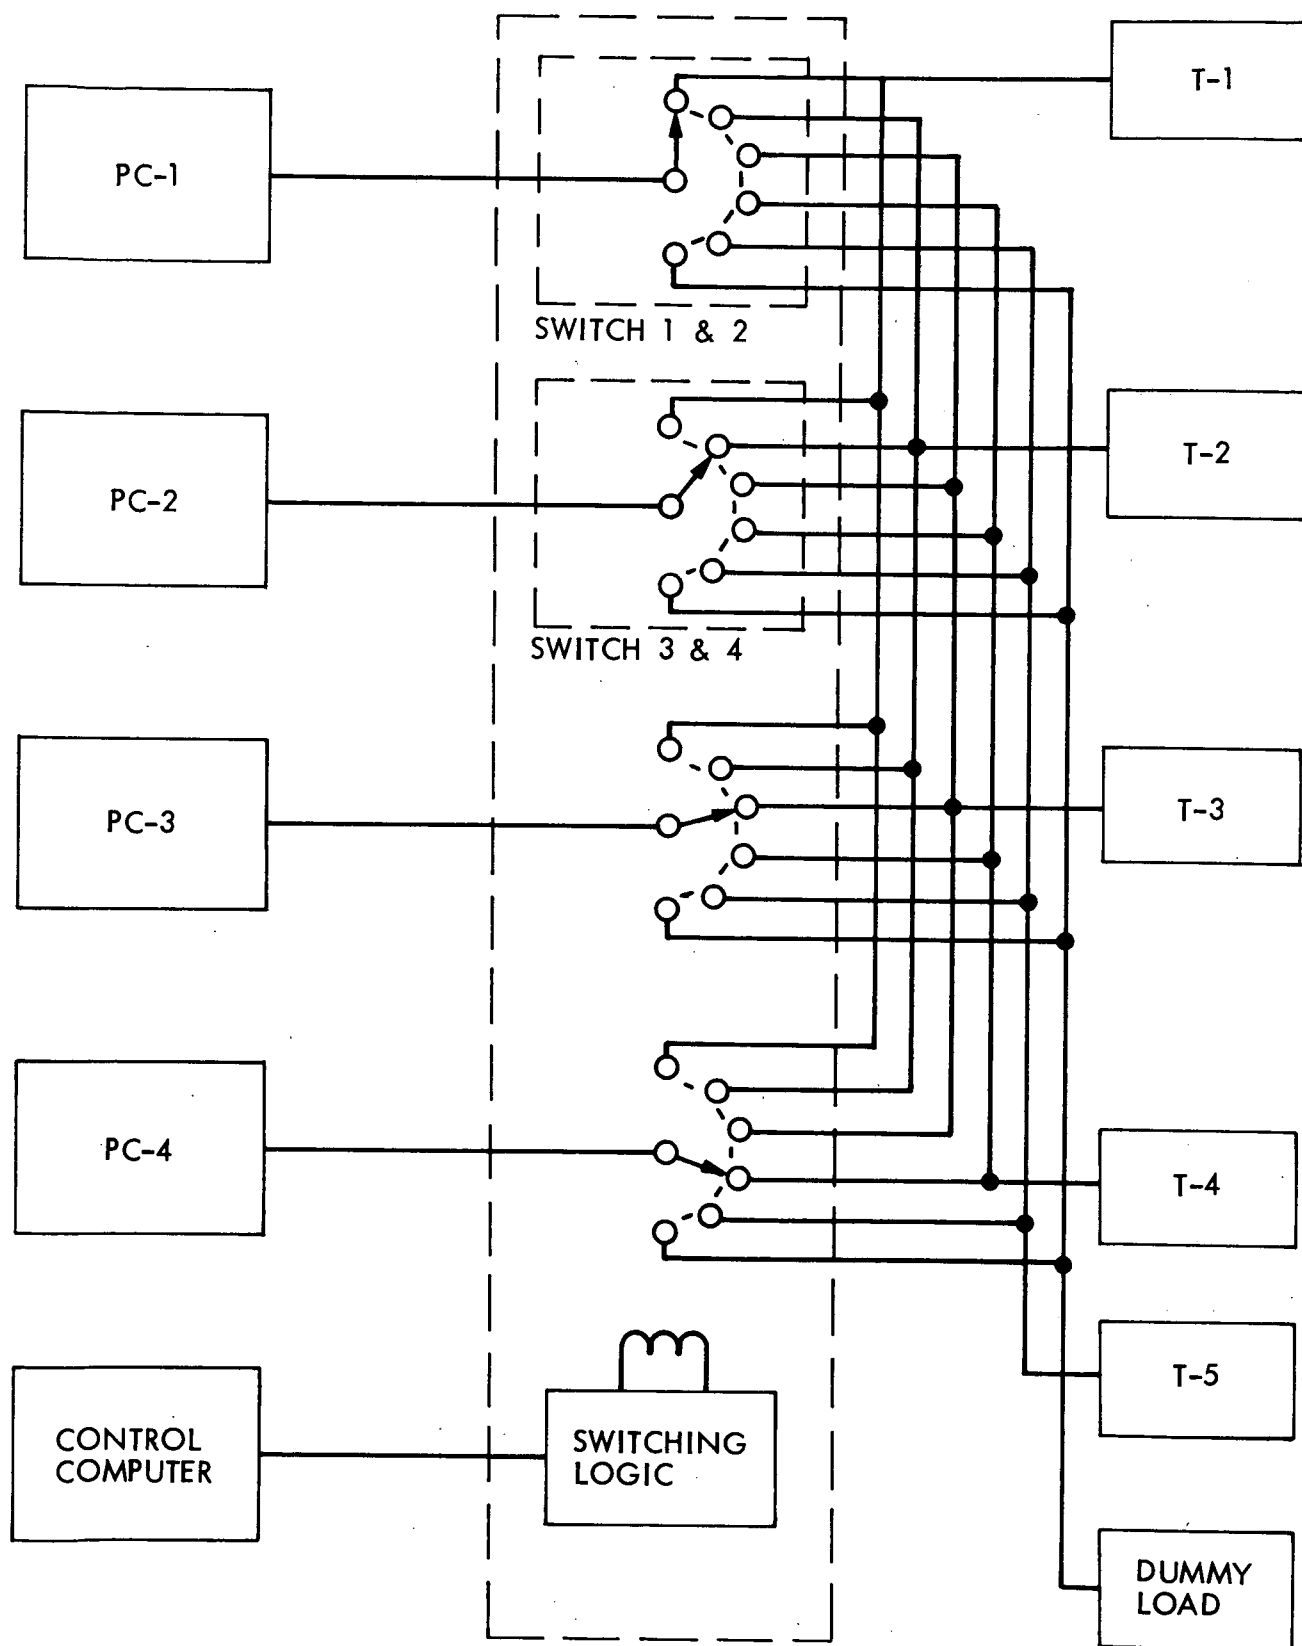 T-1
PC-1
SWITCH 1 & 2
T-2
PC-2
SWITCH 3 & 4
PC-3
T-3
PC-4
T-4
T-5
CONTROL
COMPUTER
SWITCHING
LOGIC
DUMMY
LOAD